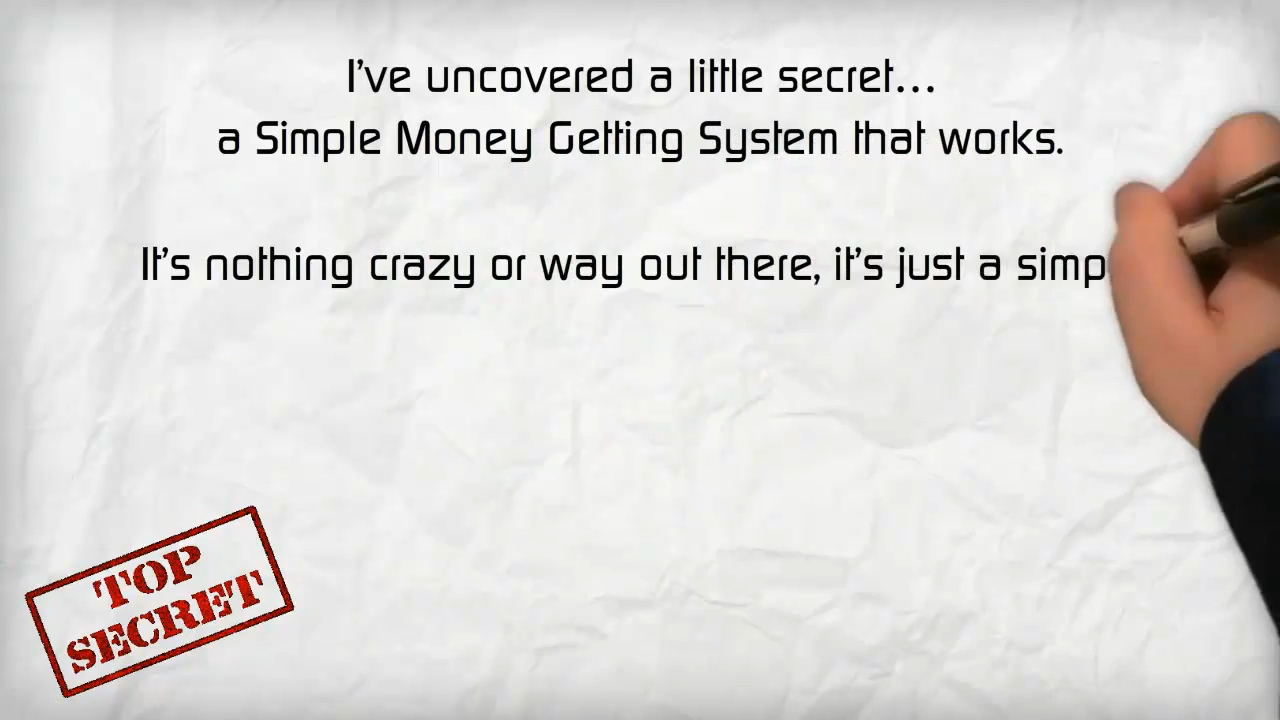 I've uncovered a little secret...
a Simple Money Getting System that works.
It's nothing crazy or way out there, it's just a simp
TOP
SECRET